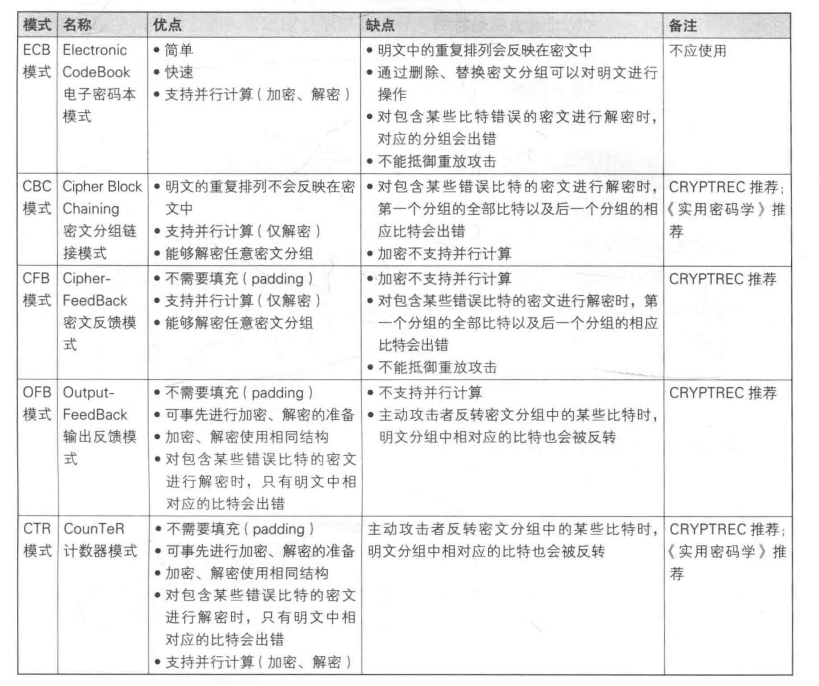 模式 名称 优点 缺点 备注
ECB模式
Electronic
CodeBook
电子密码本
模式
• 简单
• 快速
• 支持并行计算(加密、解密)
• 明文中的重复排列会反映在密文中
• 通过删除、替换密文分组可以对明文进行
操作
• 对包含某些比特错误的密文进行解密时,
对应的分组会出错
• 不能抵御重放攻击
不应使用
CBC
模式
Cipher Block
Chaining
密文分组链
接模式
• 明文的重复排列不会反映在密
文中
• 支持并行计算(仅解密)
• 能够解密任意密文分组
• 对包含某些错误比特的密文进行解密时,
第一个分组的全部比特以及后一个分组的相
应比特会出错
• 加密不支持并行计算
CRYPTREC 推荐;
《实用密码学》推
荐
CFB
模式
Cipher-
FeedBack
密文反馈模
式
• 不需要填充(padding)
• 支持并行计算(仅解密)
• 能够解密任意密文分组
• 加密不支持并行计算
• 对包含某些错误比特的密文进行解密时,第
一个分组的全部比特以及后一个分组的相应
比特会出错
• 不能抵御重放攻击
CRYPTREC 推荐
OFB
模式
Output-
FeedBack
输出反馈模
式
• 不需要填充(padding)
• 可事先进行加密、解密的准备
• 加密、解密使用相同结构
• 对包含某些错误比特的密文
进行解密时,只有明文中相
对应的比特会出错
• 不支持并行计算
• 主动攻击者反转密文分组中的某些比特时,
明文分组中相对应的比特也会被反转
CRYPTREC 推荐
CTR
模式
CounTeR
计数器模式
• 不需要填充(padding)
• 可事先进行加密、解密的准备
• 加密、解密使用相同结构
• 对包含某些错误比特的密文
进行解密时,只有明文中相
对应的比特会出错
• 支持并行计算(加密、解密)
主动攻击者反转密文分组中的某些比特时,
明文分组中相对应的比特也会被反转
CRYPTREC 推荐;
《实用密码学》推
荐